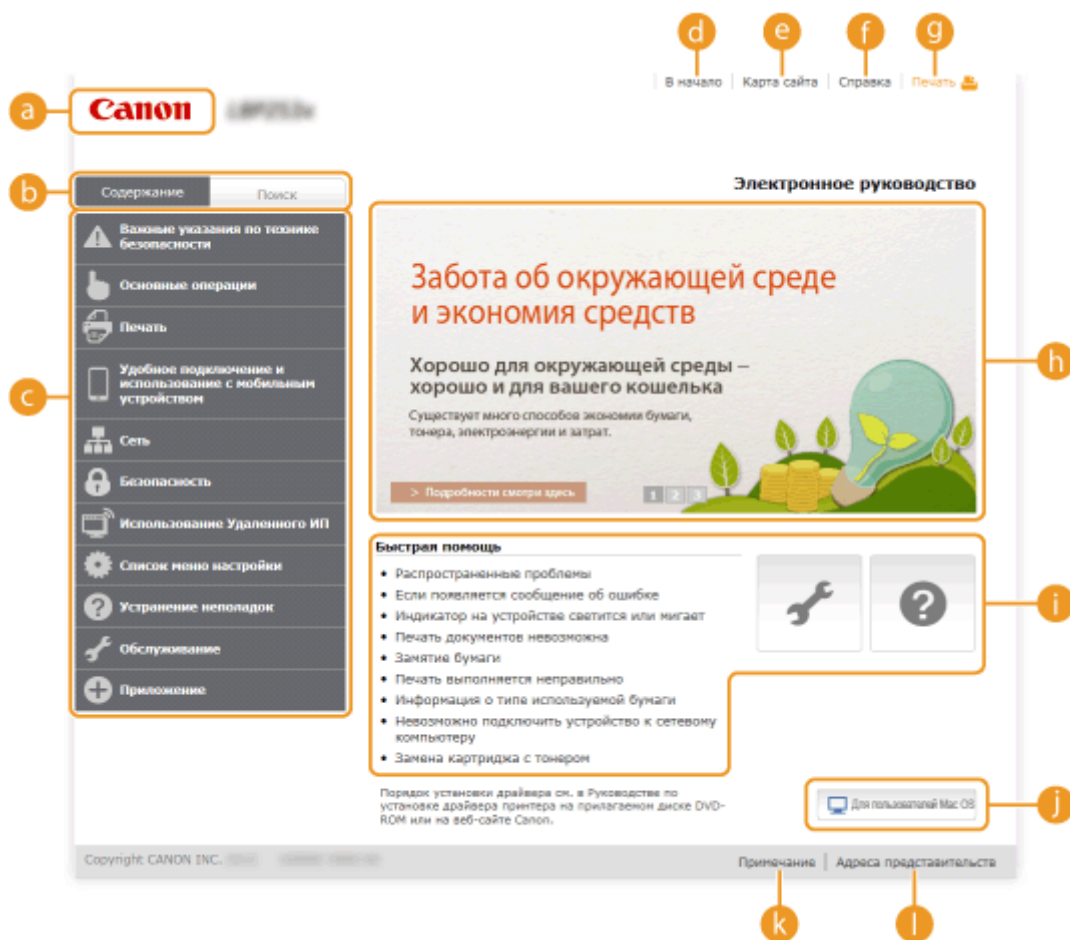 d e f g
В начало Карта сайта Справка Печать
a Canon
b Содержание Поиск
Электронное руководство
c
Важные указания по технике
безопасности
Основные операции
Печать
Удобное подключение и
использование с мобильным
устройством
Сеть
Безопасность
Использование Удаленного ИП
Список меню настройки
Устранение неполадок
Обслуживание
Приложение
h
Забота об окружающей среде
и экономия средств
Хорошо для окружающей среды –
хорошо и для вашего кошелька
Существует много способов экономии бумаги,
тонера, электроэнергии и затрат.
> Подробности смотри здесь
1 2 3
i
Быстрая помощь
• Распространенные проблемы
• Если появляется сообщение об ошибке
• Индикатор на устройстве светится или мигает
• Печать документов невозможна
• Замятие бумаги
• Печать выполняется неправильно
• Информация о типе используемой бумаги
• Невозможно подключить устройство к сетевому
компьютеру
• Замена картриджа с тонером
?
Порядок установки драйвера см. в Руководстве по
установке драйвера принтера на прилагаемом диске DVD-
ROM или на веб-сайте Canon.
Для пользователей Mac OS j
Copyright CANON INC.
Примечание Адреса представительств
k l